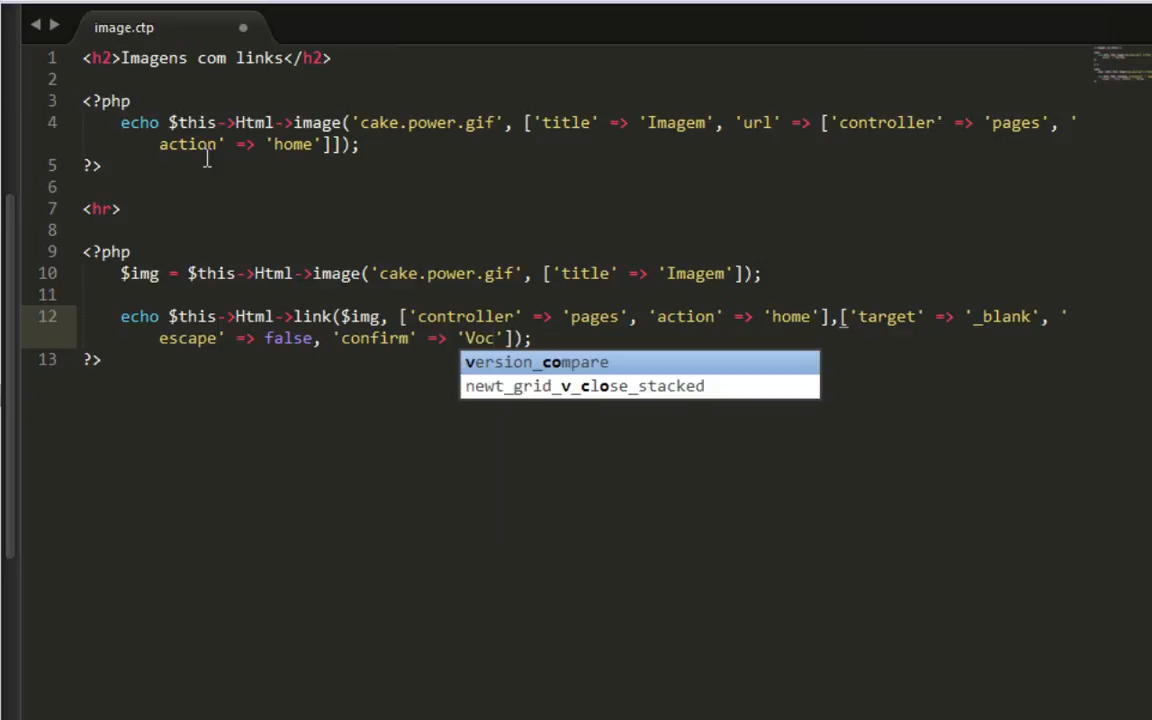 image.ctp
1 <h2>Imagens com links</h2>
2
3 <?php
4 echo $this->Html->image('cake.power.gif', ['title' => 'Imagem', 'url' => ['controller' => 'pages', '
action' => 'home']]);
5 ?>
6
7 <hr>
8
9 <?php
10 $img = $this->Html->image('cake.power.gif', ['title' => 'Imagem']);
11
12 echo $this->Html->link($img, ['controller' => 'pages', 'action' => 'home'],['target' => '_blank', '
escape' => false, 'confirm' => 'Voc']);
13 ?>
version_compare
newt_grid_v_close_stacked